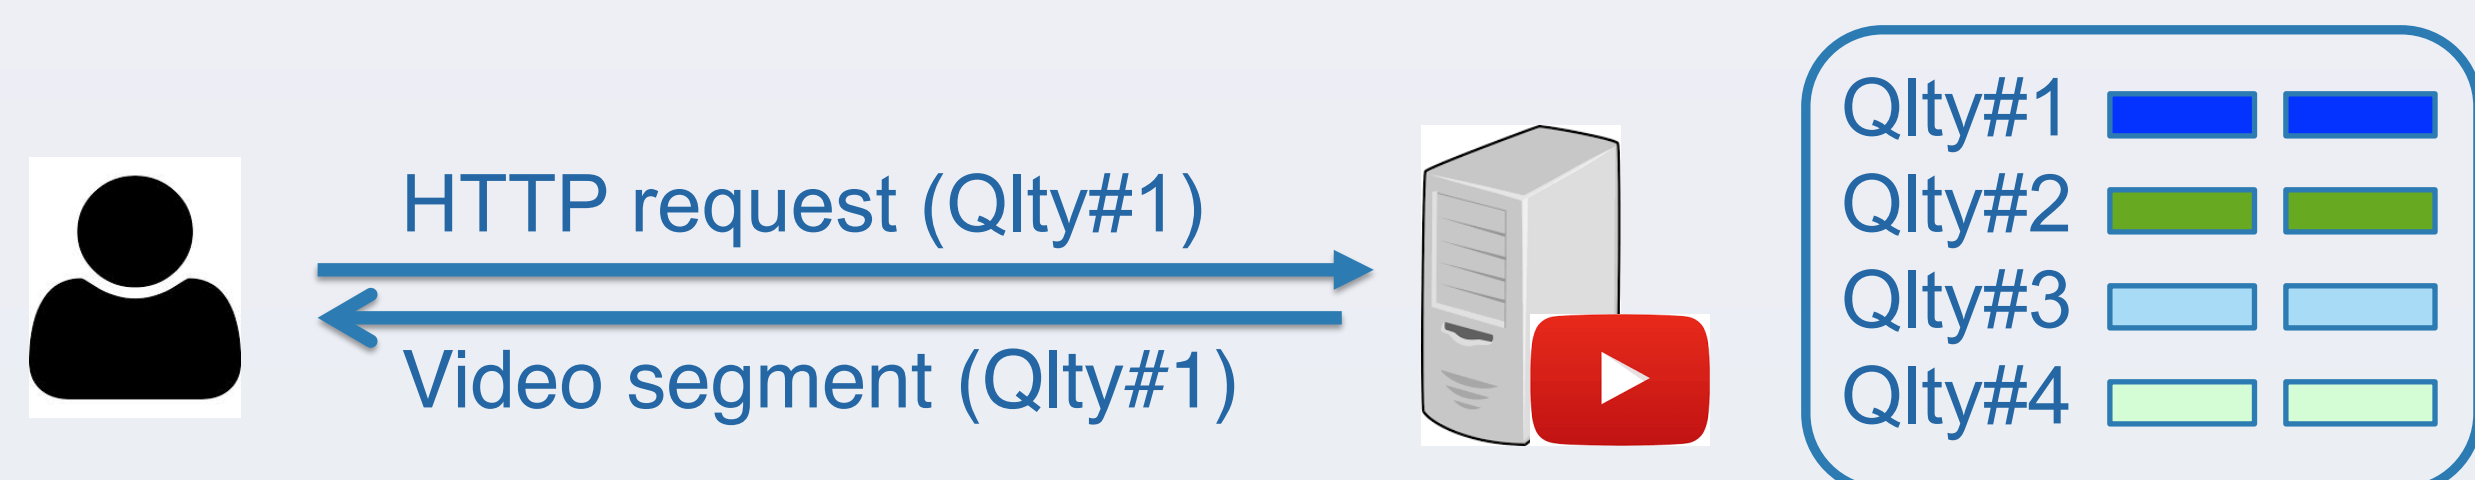 HTTP request (Qlty#1)
Video segment (Qlty#1)
Qlty#1
Qlty#2
Qlty#3
Qlty#4